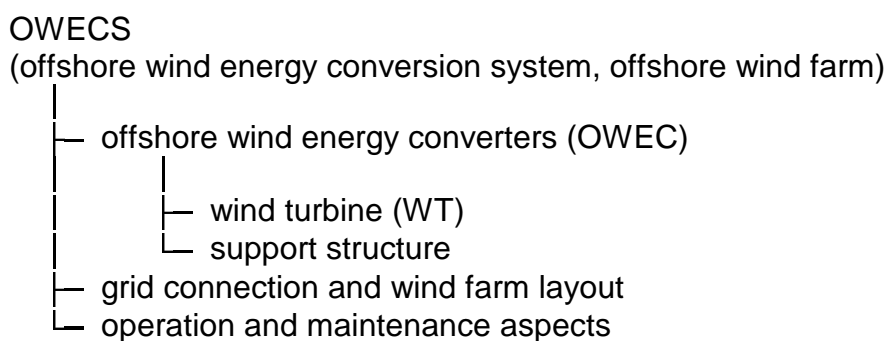 OWECS
(offshore wind energy conversion system, offshore wind farm)
offshore wind energy converters (OWEC)
wind turbine (WT)
support structure
grid connection and wind farm layout
operation and maintenance aspects